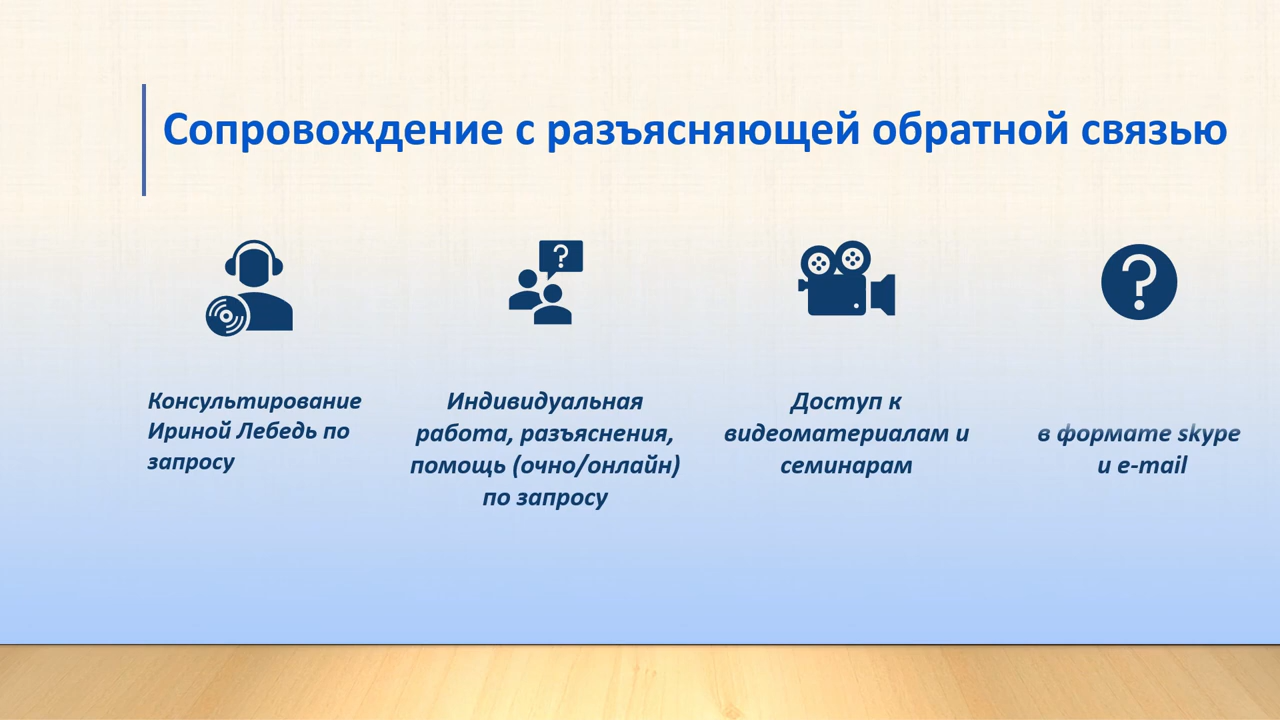 Сопровождение с разъясняющей обратной связью
Консультирование
Ириной Лебедь по
запросу
Индивидуальная
работа, разъяснения,
помощь (очно/онлайн)
по запросу
Доступ к
видеоматериалам и
семинарам
в формате skype
и e-mail